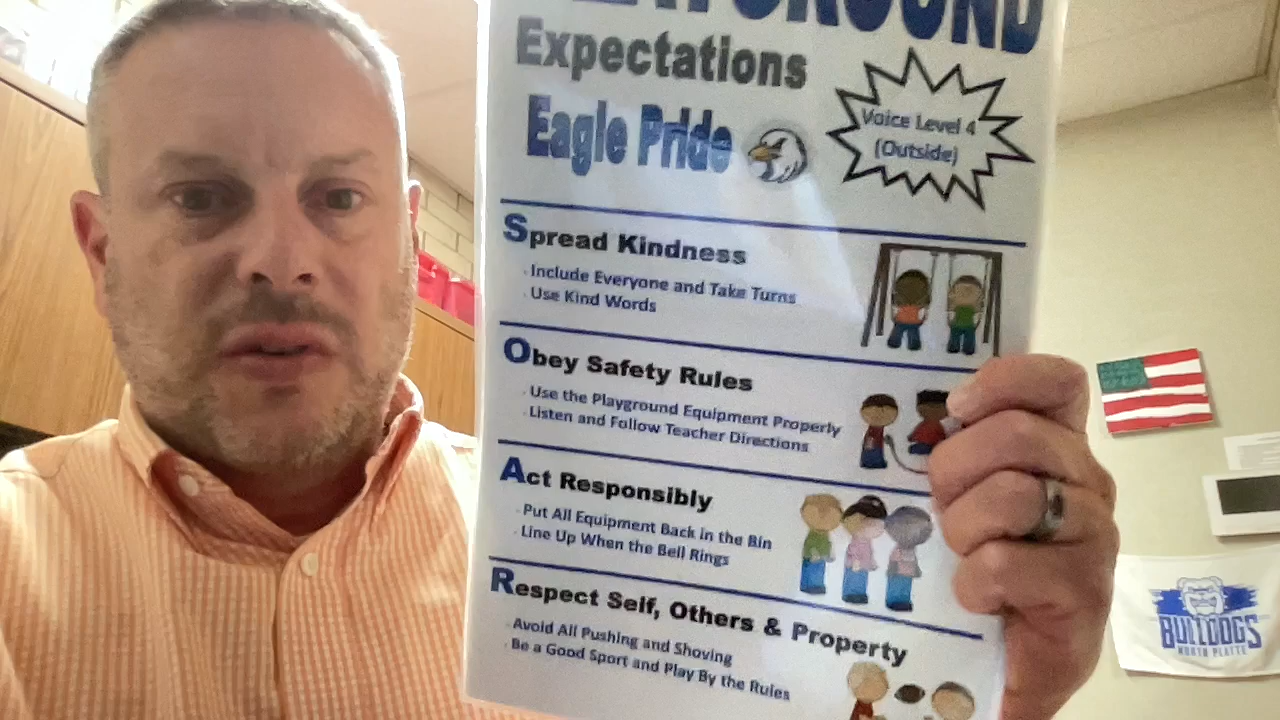 PLAYGROUND
Expectations
Eagle Pride
Voice Level 4
(Outside)
Spread Kindness
· Include Everyone and Take Turns
· Use Kind Words
Obey Safety Rules
· Use the Playground Equipment Properly
· Listen and Follow Teacher Directions
Act Responsibly
· Put All Equipment Back in the Bin
· Line Up When the Bell Rings
Respect Self, Others & Property
· Avoid All Pushing and Shoving
· Be a Good Sport and Play By the Rules
BULLDOGS
NORTH PLATTE